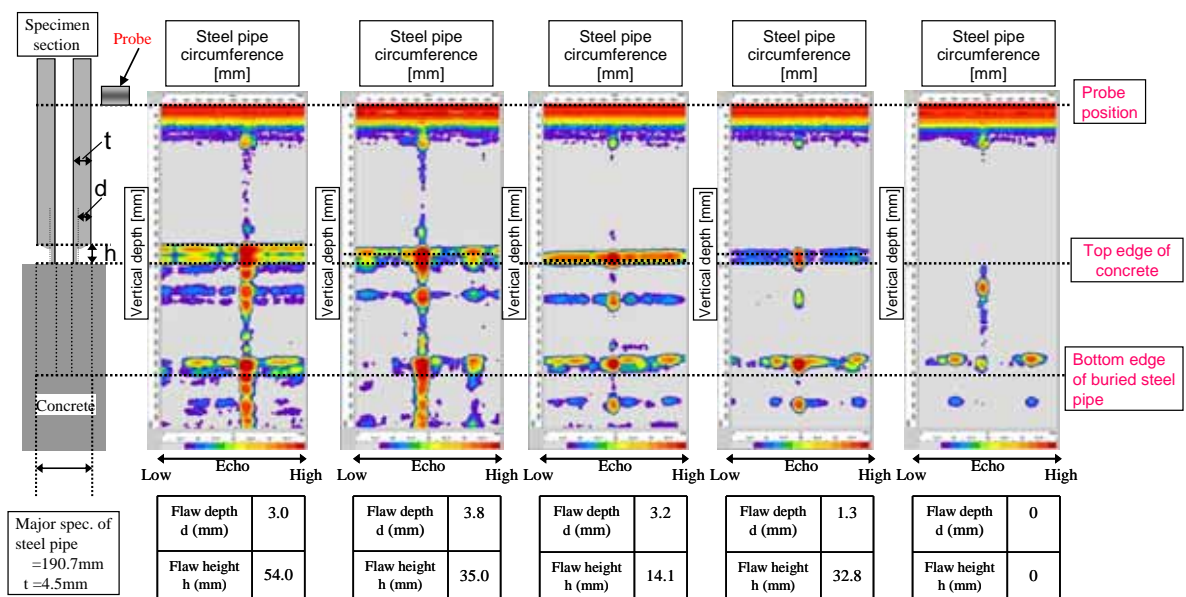 Specimen
section
Probe
Steel pipe
circumference
[mm]
Steel pipe
circumference
[mm]
Steel pipe
circumference
[mm]
Steel pipe
circumference
[mm]
Steel pipe
circumference
[mm]
Probe
position
t
d
h
Vertical depth [mm]
Vertical depth [mm]
Vertical depth [mm]
Vertical depth [mm]
Vertical depth [mm]
Top edge of
concrete
Bottom edge
of buried steel
pipe
Concrete
Low Echo High
Low Echo High
Low Echo High
Low Echo High
Low Echo High
Major spec. of
steel pipe
=190.7mm
t =4.5mm
Flaw depth
d (mm) 3.0
Flaw height
h (mm) 54.0
Flaw depth
d (mm) 3.8
Flaw height
h (mm) 35.0
Flaw depth
d (mm) 3.2
Flaw height
h (mm) 14.1
Flaw depth
d (mm) 1.3
Flaw height
h (mm) 32.8
Flaw depth
d (mm) 0
Flaw height
h (mm) 0